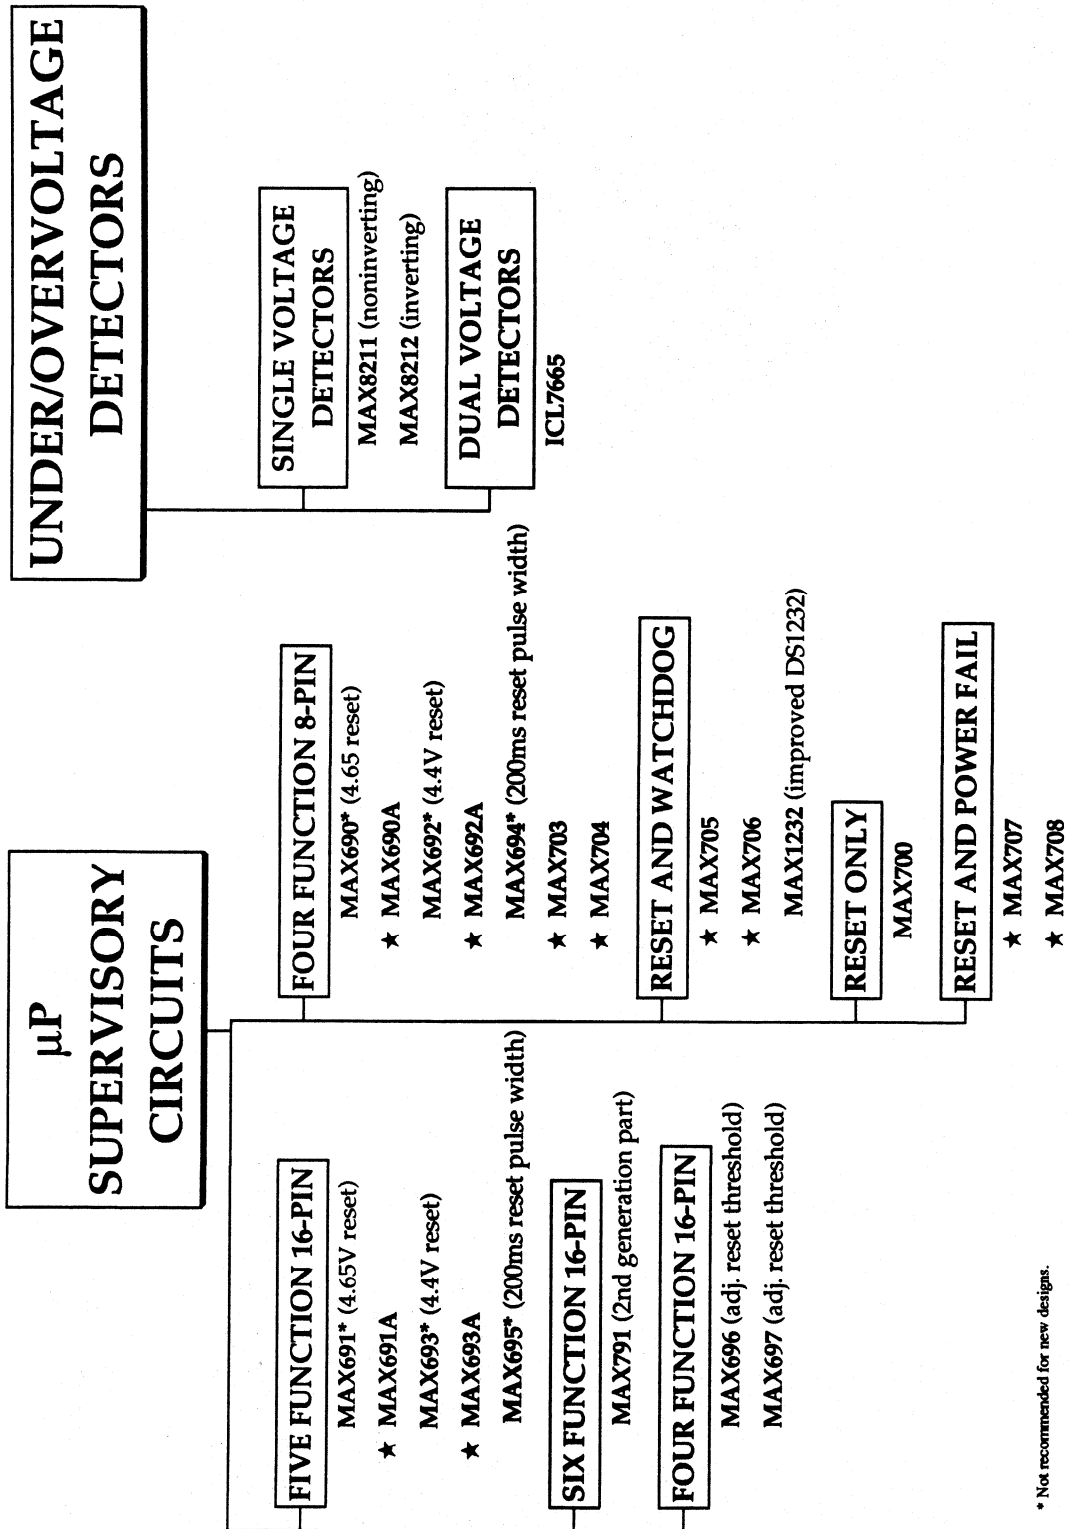 µP
SUPERVISORY
CIRCUITS
FIVE FUNCTION 16-PIN
MAX691* (4.65V reset)
★ MAX691A
MAX693* (4.4V reset)
★ MAX693A
MAX695* (200ms reset pulse width)
SIX FUNCTION 16-PIN
MAX791 (2nd generation part)
FOUR FUNCTION 16-PIN
MAX696 (adj. reset threshold)
MAX697 (adj. reset threshold)
FOUR FUNCTION 8-PIN
MAX690* (4.65 reset)
★ MAX690A
MAX692* (4.4V reset)
★ MAX692A
MAX694* (200ms reset pulse width)
★ MAX703
★ MAX704
RESET AND WATCHDOG
★ MAX705
★ MAX706
MAX1232 (improved DS1232)
RESET ONLY
MAX700
RESET AND POWER FAIL
★ MAX707
★ MAX708
UNDER/OVERVOLTAGE
DETECTORS
SINGLE VOLTAGE
DETECTORS
MAX8211 (noninverting)
MAX8212 (inverting)
DUAL VOLTAGE
DETECTORS
ICL7665
* Not recommended for new designs.